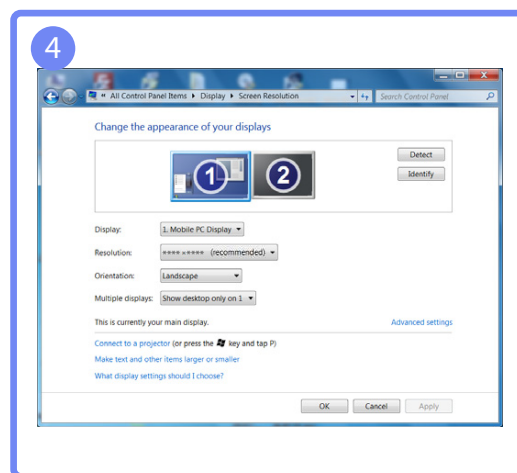 4
« All Control Panel Items ▸ Display ▸ Screen Resolution
Search Control Panel
Change the appearance of your displays
1
2
Detect
Identify
Display: 1. Mobile PC Display
Resolution: **** × **** (recommended)
Orientation: Landscape
Multiple displays: Show desktop only on 1
This is currently your main display.
Advanced settings
Connect to a projector (or press the key and tap P)
Make text and other items larger or smaller
What display settings should I choose?
OK
Cancel
Apply